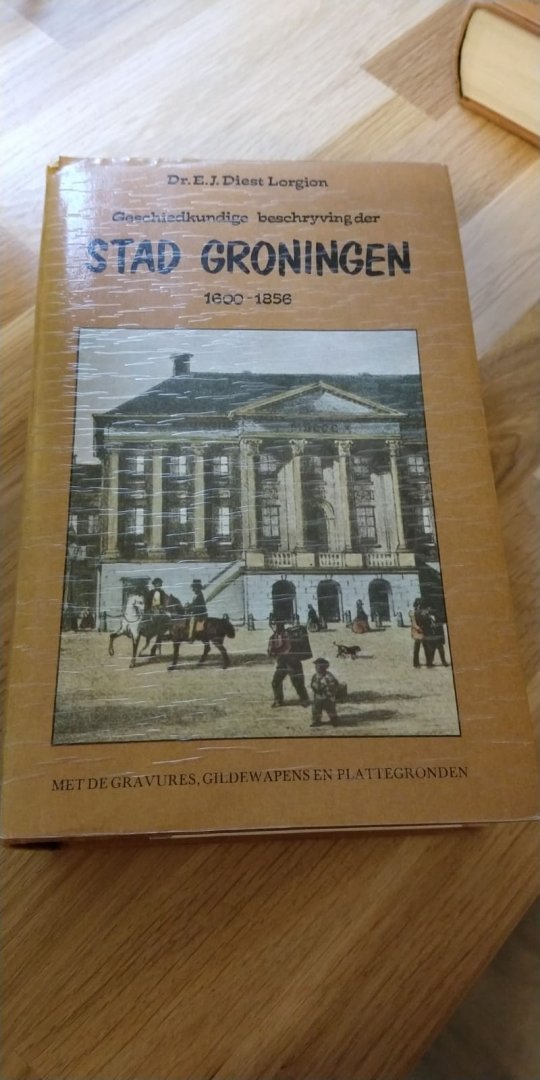 Dr. E. J. Diest Lorgion
Geschiedkundige beschryving der
STAD GRONINGEN
1600-1856
MET DE GRAVURES, GILDEWAPENS EN PLATTEGRONDEN